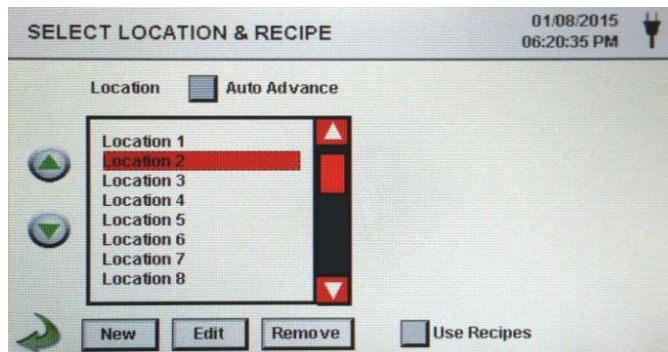 SELECT LOCATION & RECIPE
01/08/2015
06:20:35 PM
Location
Auto Advance
Location 1
Location 2
Location 3
Location 4
Location 5
Location 6
Location 7
Location 8
New
Edit
Remove
Use Recipes